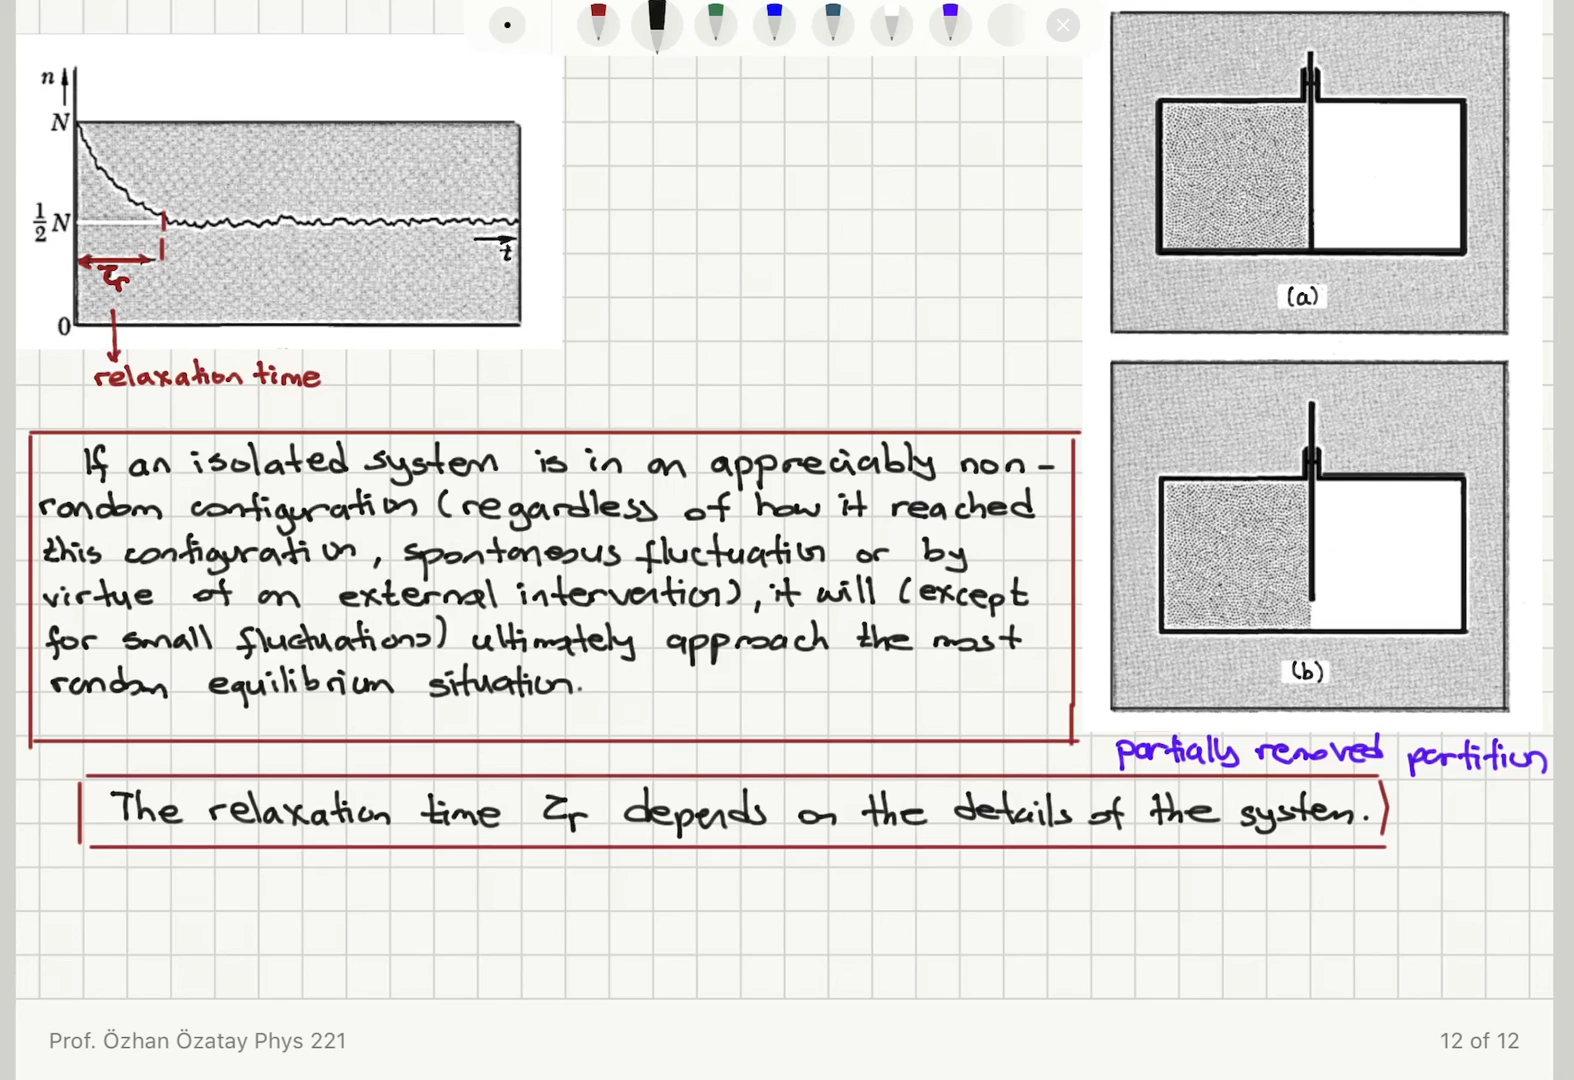 n
N
½ N
t
τr
0
relaxation time
(a)
(b)
partially removed partition
If an isolated system is in an appreciably non-
random configuration (regardless of how it reached
this configuration, spontaneous fluctuation or by
virtue of an external intervention), it will (except
for small fluctuations) ultimately approach the most
random equilibrium situation.
The relaxation time τr depends on the details of the system.
Prof. Özhan Özatay Phys 221
12 of 12